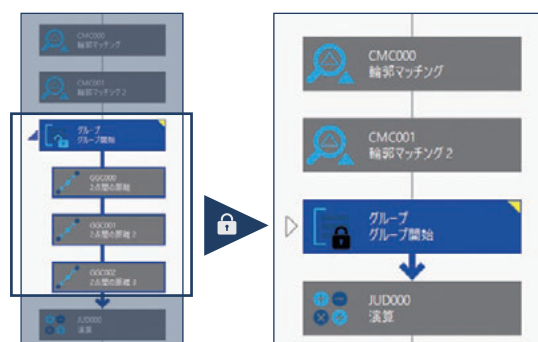 CMC000
輪郭マッチング
CMC001
輪郭マッチング 2
グループ
グループ開始
GGC000
2点間の距離
GGC001
2点間の距離 2
GGC002
2点間の距離 3
JUD000
演算
CMC000
輪郭マッチング
CMC001
輪郭マッチング 2
グループ
グループ開始
JUD000
演算